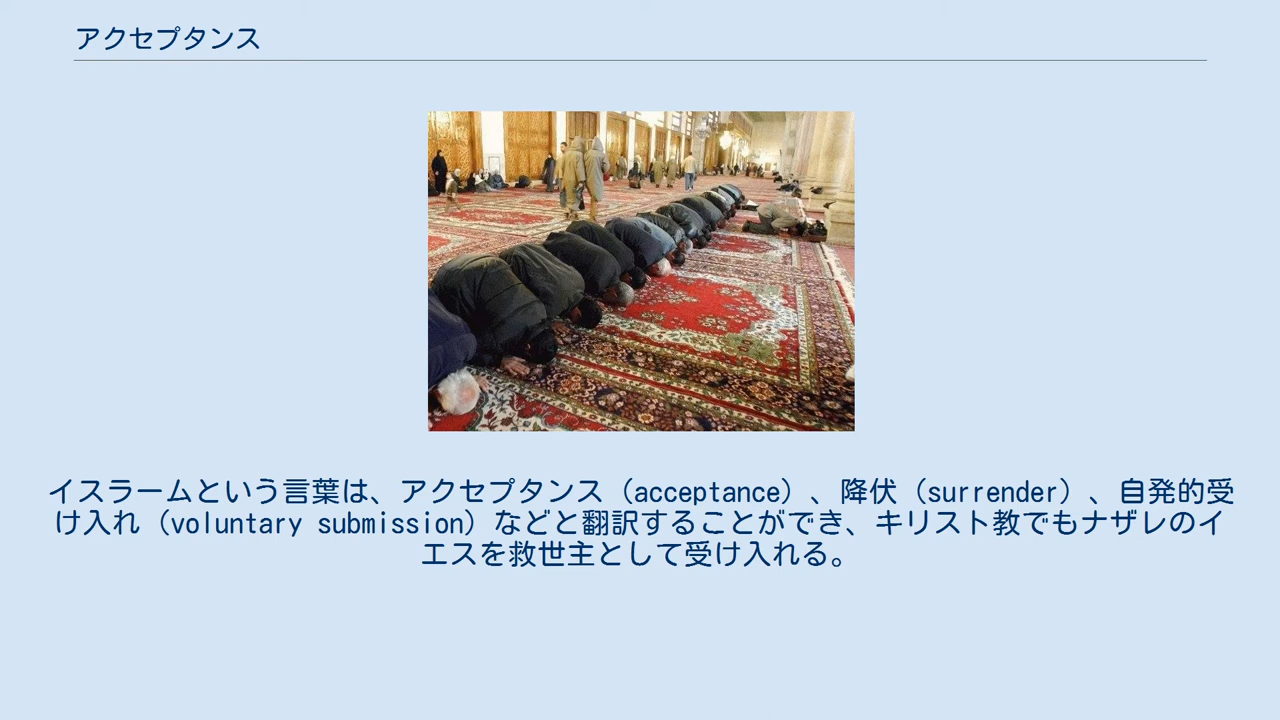 アクセプタンス
イスラームという言葉は、アクセプタンス（acceptance）、降伏（surrender）、自発的受
け入れ（voluntary submission）などと翻訳することができ、キリスト教でもナザレのイ
エスを救世主として受け入れる。